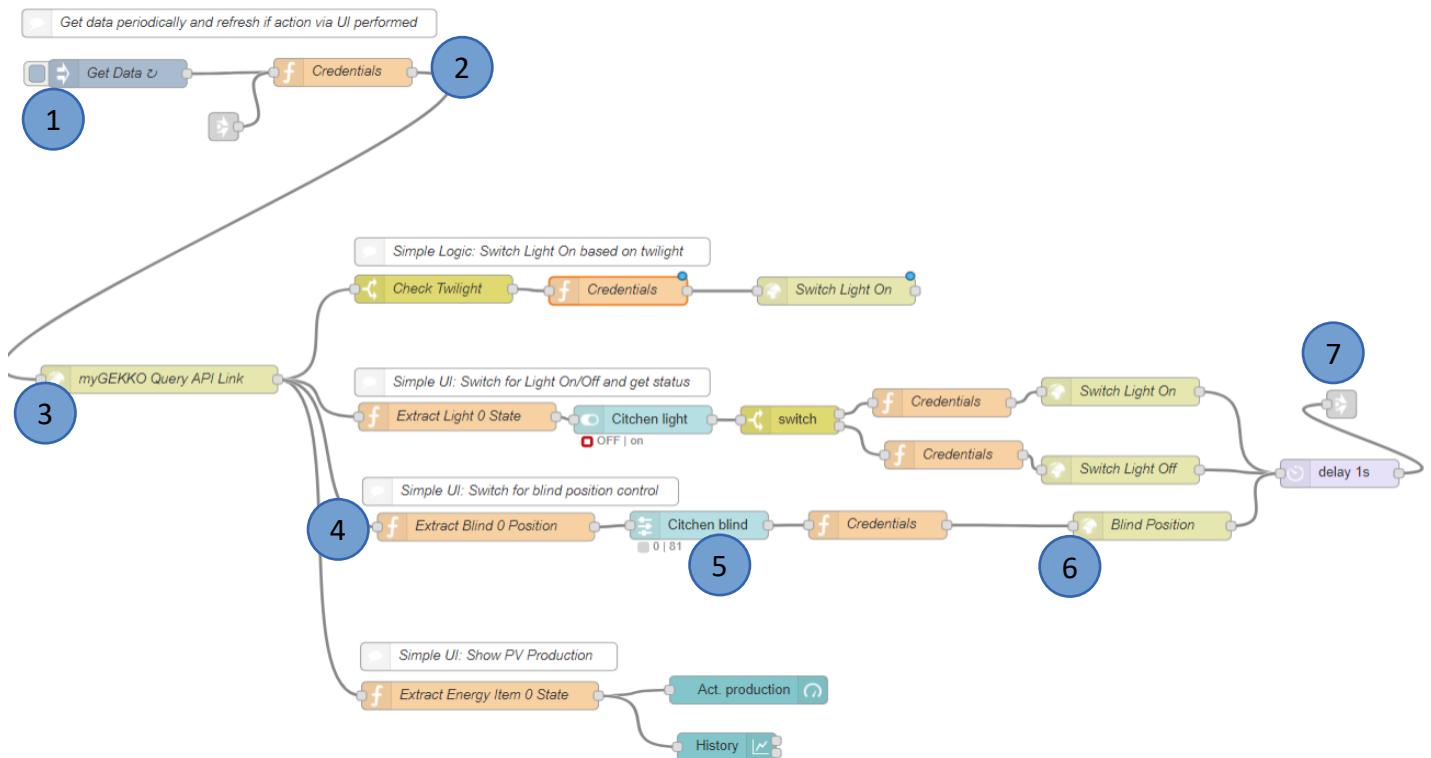 Get data periodically and refresh if action via UI performed
Get Data ↻
Credentials
1
2
Simple Logic: Switch Light On based on twilight
Check Twilight
Credentials
Switch Light On
myGEKKO Query API Link
3
Simple UI: Switch for Light On/Off and get status
Extract Light 0 State
Citchen light
OFF | on
switch
Credentials
Switch Light On
Credentials
Switch Light Off
delay 1s
7
Simple UI: Switch for blind position control
4
Extract Blind 0 Position
Citchen blind
0 | 81
5
Credentials
Blind Position
6
Simple UI: Show PV Production
Extract Energy Item 0 State
Act. production
History